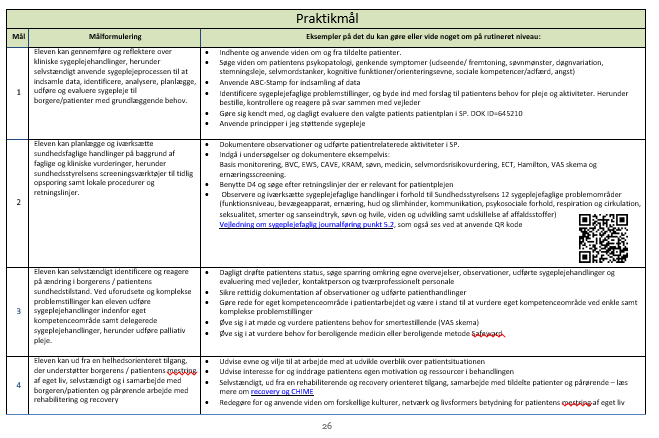 Praktikmål
Mål
Målformulering
Eksempler på det du kan gøre eller vide noget om på rutineret niveau:
1
Eleven kan gennemføre og reflektere over
kliniske sygeplejehandlinger, herunder
selvstændigt anvende sygeplejeprocessen til at
indsamle data, identificere, analysere, planlægge,
udføre og evaluere sygepleje til
borgere/patienter med grundlæggende behov.
• Indhente og anvende viden om og fra tildelte patienter.
• Søge viden om patientens psykopatologi, genkende symptomer (udseende/ fremtoning, søvnmønster, døgnvariation,
stemningsleje, selvmordstanker, kognitive funktioner/orienteringsevne, sociale kompetencer/adfærd, angst)
• Anvende ABC-Stamp for indsamling af data
• Identificere sygeplejefaglige problemstillinger, og byde ind med forslag til patientens behov for pleje og aktiviteter. Herunder
bestille, kontrollere og reagere på svar sammen med vejleder
• Gøre sig kendt med, og dagligt evaluere den valgte patients patientplan i SP. DOK ID=645210
• Anvende principper i jeg støttende sygepleje
2
Eleven kan planlægge og iværksætte
sundhedsfaglige handlinger på baggrund af
faglige og kliniske vurderinger, herunder
sundhedsstyrelsens screeningsværktøjer til tidlig
opsporing samt lokale procedurer og
retningslinjer.
• Dokumentere observationer og udførte patientrelaterede aktiviteter i SP.
• Indgå i undersøgelser og dokumentere eksempelvis:
Basis monitorering, BVC, EWS, CAVE, KRAM, søvn, medicin, selvmordsrisikovurdering, ECT, Hamilton, VAS skema og
ernæringsscreening.
• Benytte D4 og søge efter retningslinjer der er relevant for patientplejen
• Observere og iværksætte sygeplejefaglige handlinger i forhold til Sundhedsstyrelsens 12 sygeplejefaglige problemområder
(funktionsniveau, bevægeapparat, ernæring, hud og slimhinder, kommunikation, psykosociale forhold, respiration og cirkulation,
seksualitet, smerter og sanseindtryk, søvn og hvile, viden og udvikling samt udskillelse af affaldsstoffer)
Vejledning om sygeplejefaglig journalføring punkt 5.2, som også ses ved at anvende QR kode
3
Eleven kan selvstændigt identificere og reagere
på ændring i borgerens / patientens
sundhedstilstand. Ved uforudsete og komplekse
problemstillinger kan eleven udføre
sygeplejehandlinger indenfor eget
kompetenceområde samt delegerede
sygeplejehandlinger, herunder udføre palliativ
pleje.
• Dagligt drøfte patientens status, søge sparring omkring egne overvejelser, observationer, udførte sygeplejehandlinger og
evaluering med vejleder, kontaktperson og tværprofessionelt personale
• Sikre rettidig dokumentation af observationer og udførte patienthandlinger
• Gøre rede for eget kompetenceområde i patientarbejdet og være i stand til at vurdere eget kompetenceområde ved enkle samt
komplekse problemstillinger
• Øve sig i at møde og vurdere patientens behov for smertestillende (VAS skema)
• Øve sig i at vurdere behov for beroligende medicin eller beroligende metode Safeward.
4
Eleven kan ud fra en helhedsorienteret tilgang,
der understøtter borgerens / patientens mestring
af eget liv, selvstændigt og i samarbejde med
borgeren/patienten og pårørende arbejde med
rehabilitering og recovery
• Udvise evne og vilje til at arbejde med at udvikle overblik over patientsituationen
• Udvise interesse for og inddrage patientens egen motivation og ressourcer i behandlingen
• Selvstændigt, ud fra en rehabiliterende og recovery orienteret tilgang, samarbejde med tildelte patienter og pårørende – læs
mere om recovery og CHIME
• Redegøre for og anvende viden om forskellige kulturer, netværk og livsformers betydning for patientens mestring af eget liv
26